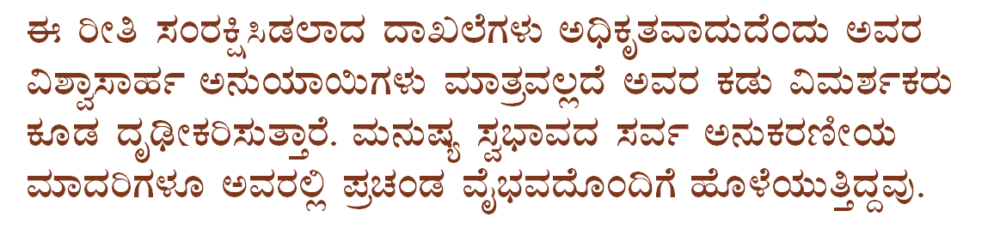 ಈ ರೀತಿ ಸಂರಕ್ಷಿಸಿಡಲಾದ ದಾಖಲೆಗಳು ಅಧಿಕೃತವಾದುದೆಂದು ಅವರ
ವಿಶ್ವಾಸಾರ್ಹ ಅನುಯಾಯಿಗಳು ಮಾತ್ರವಲ್ಲದೆ ಅವರ ಕಡು ವಿಮರ್ಶಕರು
ಕೂಡ ದೃಢೀಕರಿಸುತ್ತಾರೆ. ಮನುಷ್ಯ ಸ್ವಭಾವದ ಸರ್ವ ಅನುಕರಣೀಯ
ಮಾದರಿಗಳೂ ಅವರಲ್ಲಿ ಪ್ರಚಂಡ ವೈಭವದೊಂದಿಗೆ ಹೊಳೆಯುತ್ತಿದ್ದವು.